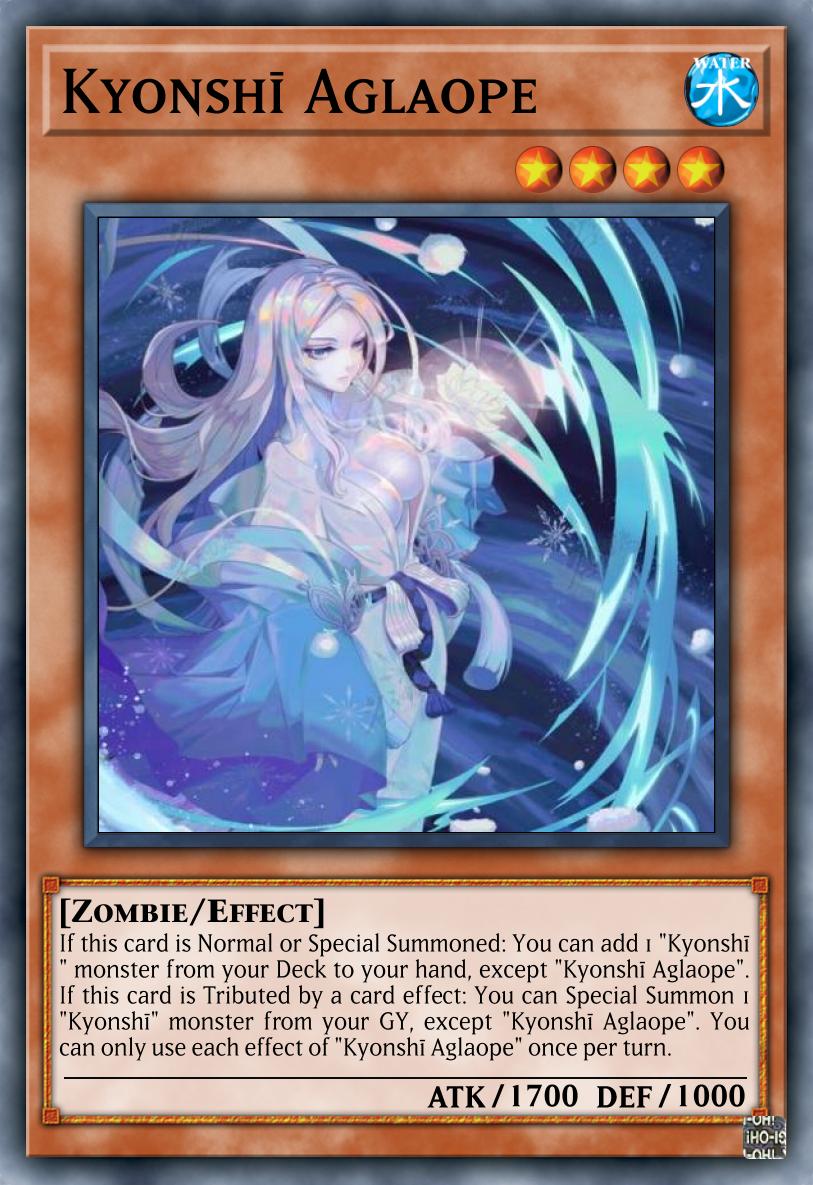 Kyonshī Aglaope
WATER
水
[Zombie/Effect]
If this card is Normal or Special Summoned: You can add 1 "Kyonshī
" monster from your Deck to your hand, except "Kyonshī Aglaope".
If this card is Tributed by a card effect: You can Special Summon 1
"Kyonshī" monster from your GY, except "Kyonshī Aglaope". You
can only use each effect of "Kyonshī Aglaope" once per turn.
ATK/1700 DEF/1000